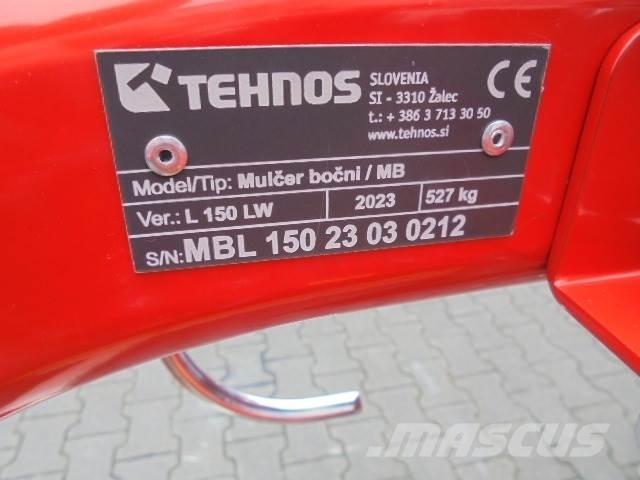 TEHNOS
SLOVENIA
SI - 3310 Žalec
t.: + 386 3 713 30 50
www.tehnos.si
CE
Model/Tip: Mulčer bočni / MB
Ver.: L 150 LW 2023 527 kg
S/N: MBL 150 23 03 0212
MASCUS